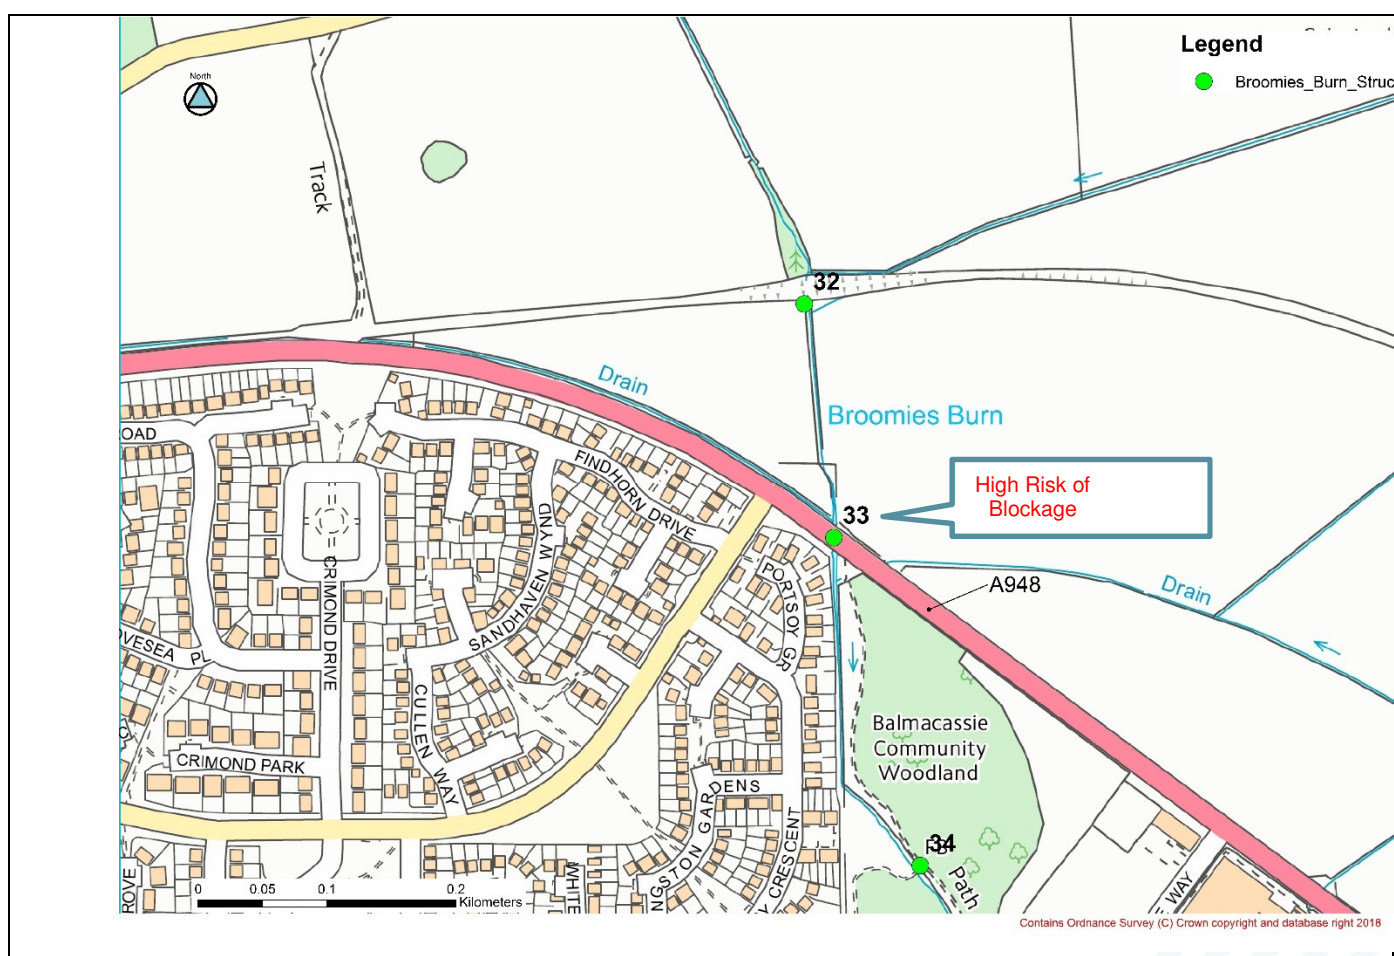 Legend
Broomies_Burn_Struc
North
Track
32
Drain
Broomies Burn
OAD
FINDHORN DRIVE
High Risk of
Blockage
33
A948
Drain
SANDHAVEN WYND
PORTSOY GR
CRIMOND DRIVE
OVESEA PL
CULLEN WAY
Balmacassie
Community
Woodland
CRIMOND PARK
NGSTON GARDENS
Y CRESCENT
34
Path
E WAY
ROVE
WHITE
0 0.05 0.1 0.2
Kilometers
Contains Ordnance Survey (C) Crown copyright and database right 2018